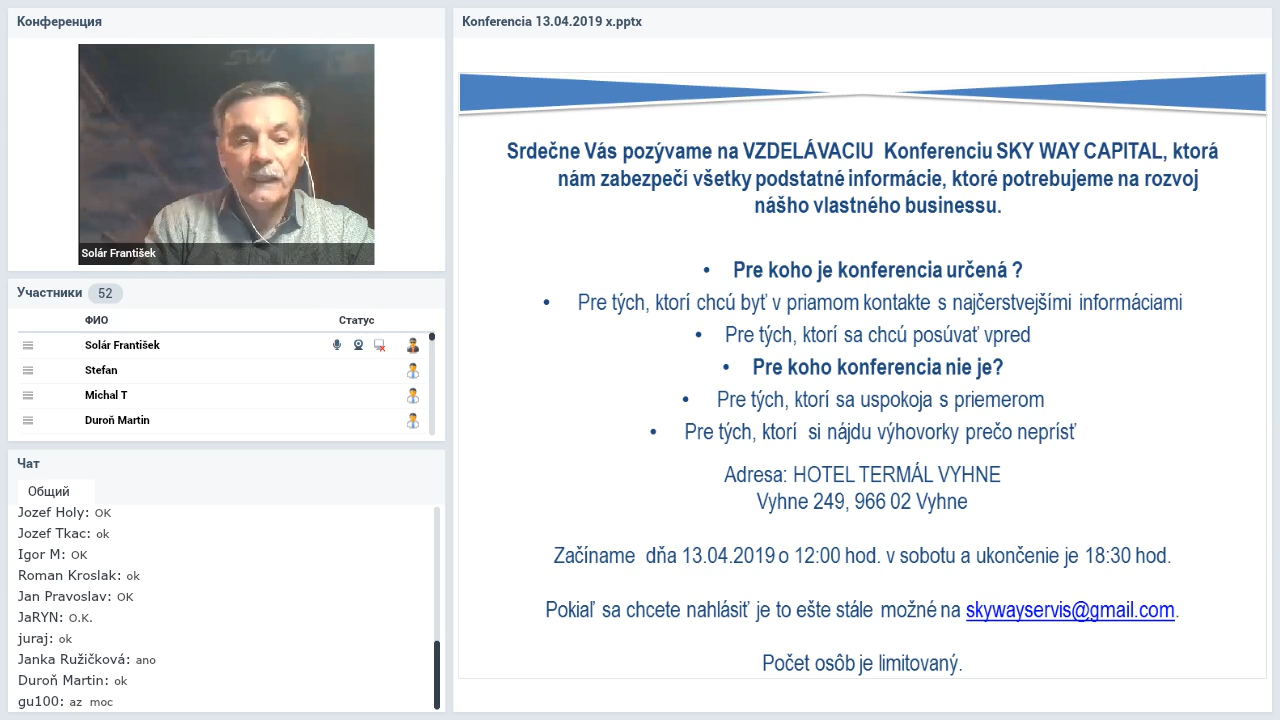 Конференция
SW
Solár František
Участники 52
ФИО Статус
Solár František
Stefan
Michal T
Duroň Martin
Чат
Общий
Jozef Holy: OK
Jozef Tkac: ok
Igor M: OK
Roman Kroslak: ok
Jan Pravoslav: OK
JaRYN: O.K.
juraj: ok
Janka Ružičková: ano
Duroň Martin: ok
gu100: az moc
Konferencia 13.04.2019 x.pptx
Srdečne Vás pozývame na VZDELÁVACIU Konferenciu SKY WAY CAPITAL, ktorá
nám zabezpečí všetky podstatné informácie, ktoré potrebujeme na rozvoj
nášho vlastného businessu.
• Pre koho je konferencia určená ?
• Pre tých, ktorí chcú byť v priamom kontakte s najčerstvejšími informáciami
• Pre tých, ktorí sa chcú posúvať vpred
• Pre koho konferencia nie je?
• Pre tých, ktorí sa uspokoja s priemerom
• Pre tých, ktorí si nájdu výhovorky prečo neprísť
Adresa: HOTEL TERMÁL VYHNE
Vyhne 249, 966 02 Vyhne
Začíname dňa 13.04.2019 o 12:00 hod. v sobotu a ukončenie je 18:30 hod.
Pokiaľ sa chcete nahlásiť je to ešte stále možné na skywayservis@gmail.com.
Počet osôb je limitovaný.